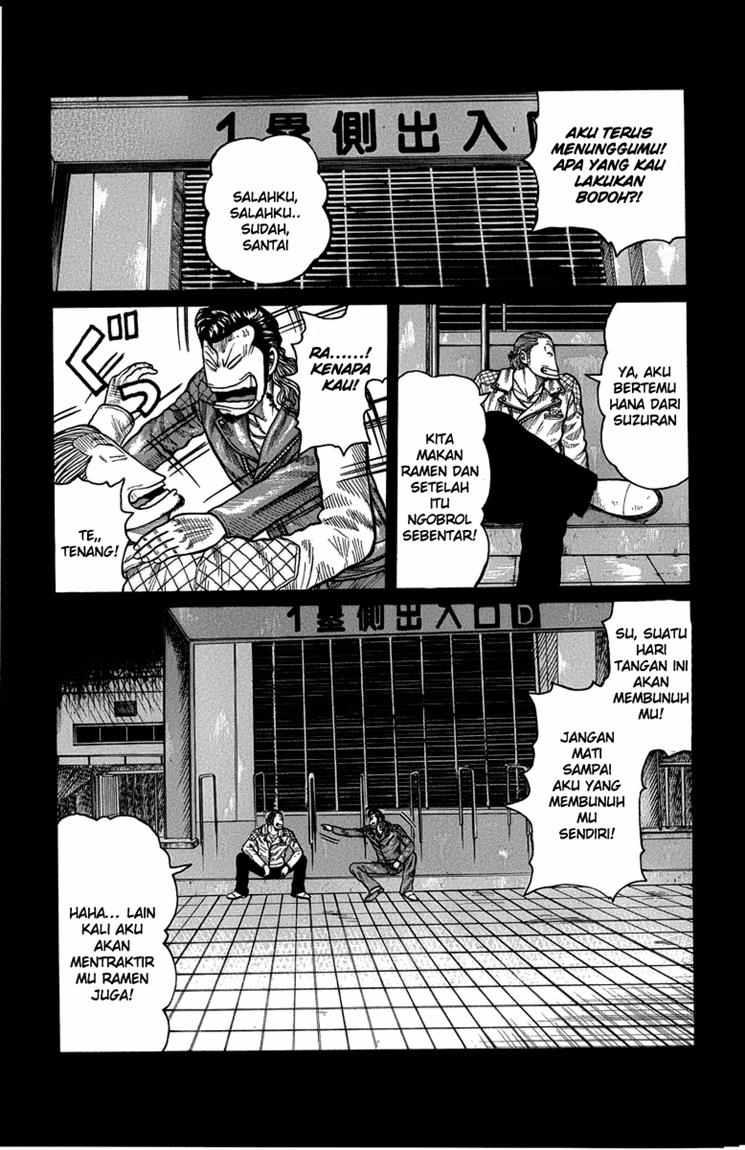 1塁側出入口D
AKU TERUS
MENUNGGUMU!
APA YANG KAU
LAKUKAN
BODOH?!
SALAHKU,
SALAHKU..
SUDAH,
SANTAI
YA, AKU
BERTEMU
HANA DARI
SUZURAN
KITA
MAKAN
RAMEN DAN
SETELAH
ITU
NGOBROL
SEBENTAR!
RA......!
KENAPA
KAU!
TE,,
TENANG!
1塁側出入口D
SU, SUATU
HARI
TANGAN INI
AKAN
MEMBUNUH
MU!
JANGAN
MATI
SAMPAI
AKU YANG
MEMBUNUH
MU
SENDIRI!
HAHA... LAIN
KALI AKU
AKAN
MENTRAKTIR
MU RAMEN
JUGA!